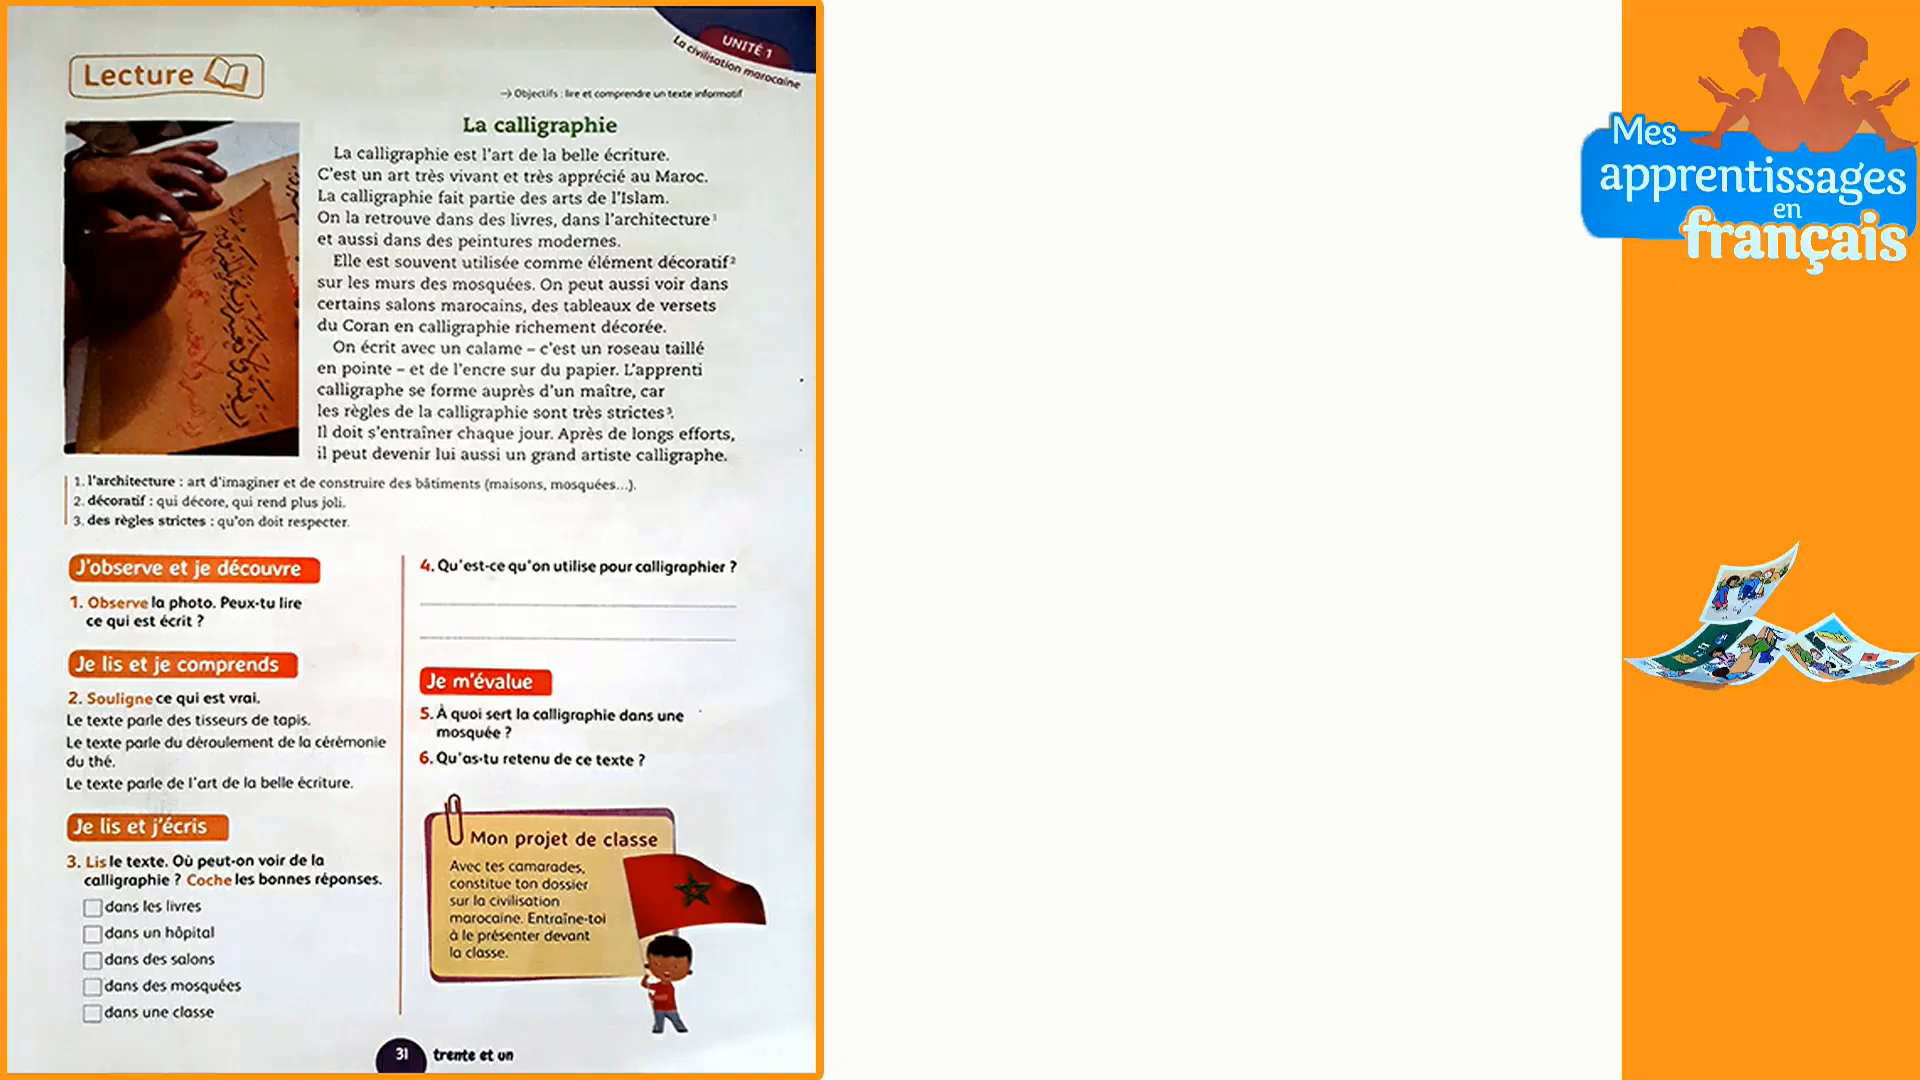 UNITÉ 1
La civilisation marocaine
Lecture
→ Objectifs : lire et comprendre un texte informatif
La calligraphie
La calligraphie est l'art de la belle écriture.
C'est un art très vivant et très apprécié au Maroc.
La calligraphie fait partie des arts de l'Islam.
On la retrouve dans des livres, dans l'architecture¹
et aussi dans des peintures modernes.
Elle est souvent utilisée comme élément décoratif²
sur les murs des mosquées. On peut aussi voir dans
certains salons marocains, des tableaux de versets
du Coran en calligraphie richement décorée.
On écrit avec un calame – c'est un roseau taillé
en pointe – et de l'encre sur du papier. L'apprenti
calligraphe se forme auprès d'un maître, car
les règles de la calligraphie sont très strictes³.
Il doit s'entraîner chaque jour. Après de longs efforts,
il peut devenir lui aussi un grand artiste calligraphe.
1. l'architecture : art d'imaginer et de construire des bâtiments (maisons, mosquées...).
2. décoratif : qui décore, qui rend plus joli.
3. des règles strictes : qu'on doit respecter.
J'observe et je découvre
1. Observe la photo. Peux-tu lire
ce qui est écrit ?
Je lis et je comprends
2. Souligne ce qui est vrai.
Le texte parle des tisseurs de tapis.
Le texte parle du déroulement de la cérémonie
du thé.
Le texte parle de l'art de la belle écriture.
Je lis et j'écris
3. Lis le texte. Où peut-on voir de la
calligraphie ? Coche les bonnes réponses.
dans les livres
dans un hôpital
dans des salons
dans des mosquées
dans une classe
4. Qu'est-ce qu'on utilise pour calligraphier ?
Je m'évalue
5. À quoi sert la calligraphie dans une
mosquée ?
6. Qu'as-tu retenu de ce texte ?
Mon projet de classe
Avec tes camarades,
constitue ton dossier
sur la civilisation
marocaine. Entraîne-toi
à le présenter devant
la classe.
31 trente et un
Mes
apprentissages
en
français